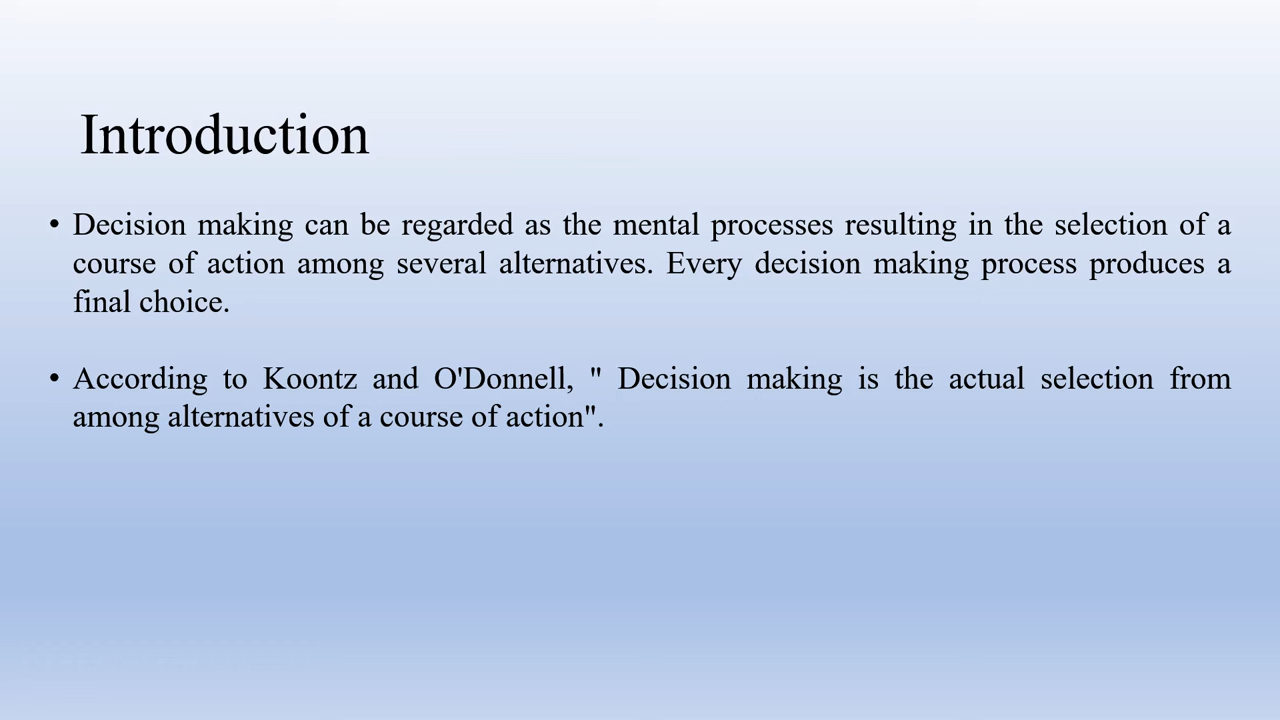 Introduction
• Decision making can be regarded as the mental processes resulting in the selection of a
course of action among several alternatives. Every decision making process produces a
final choice.
• According to Koontz and O'Donnell, " Decision making is the actual selection from
among alternatives of a course of action".